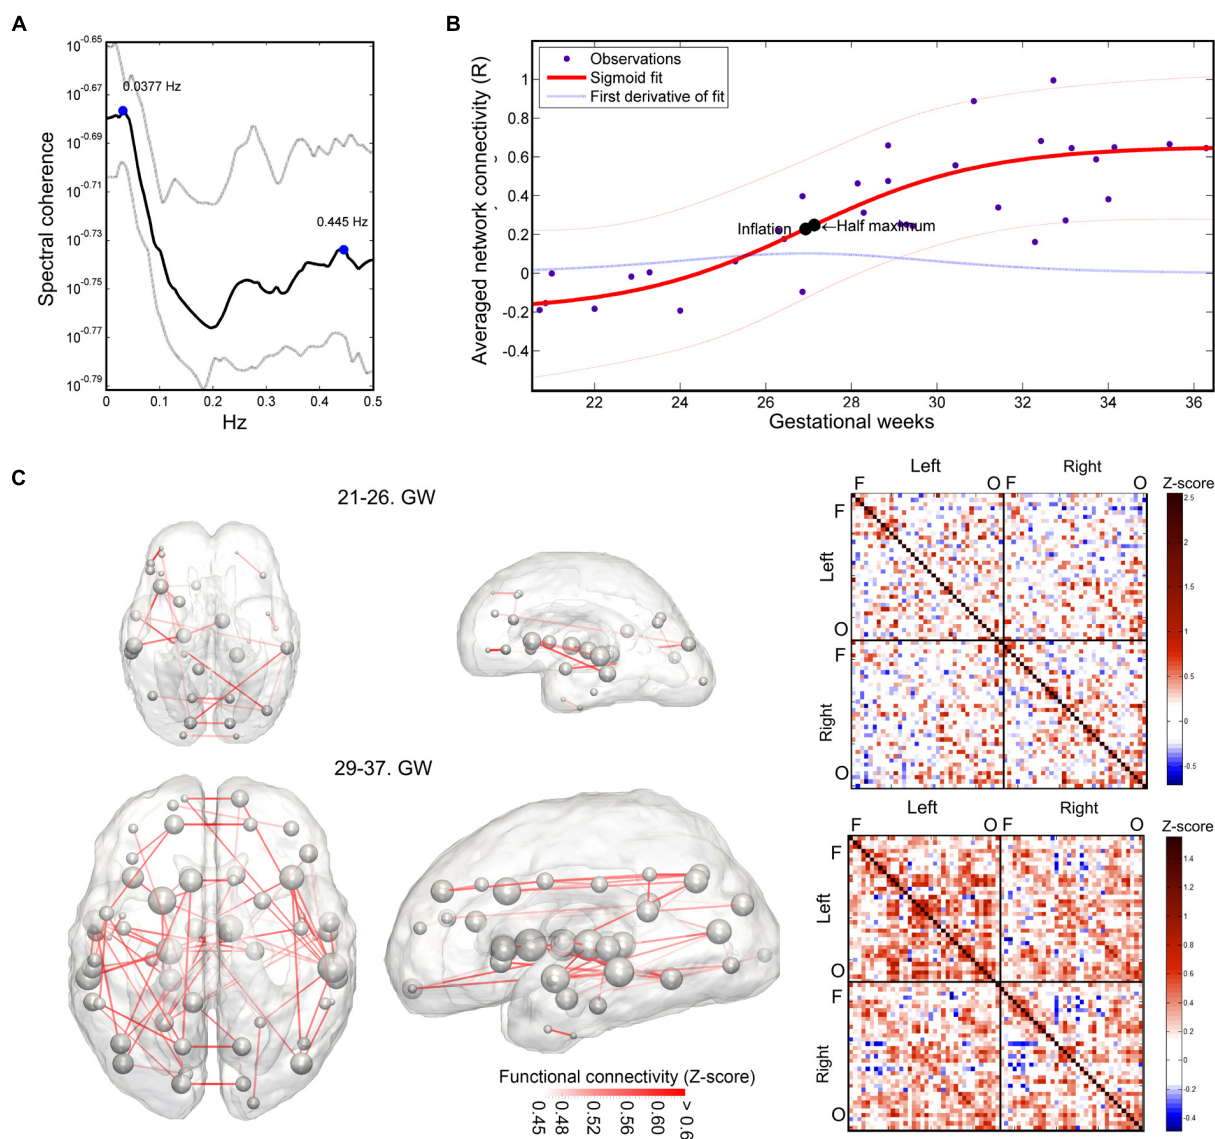 A
10^-0.65
10^-0.67
10^-0.69
10^-0.71
10^-0.73
10^-0.75
10^-0.77
10^-0.79
Spectral coherence
0.0377 Hz
0.445 Hz
0 0.1 0.2 0.3 0.4 0.5
Hz
B
Averaged network connectivity (R)
1
0.8
0.6
0.4
0.2
0
-0.2
-0.4
Observations
Sigmoid fit
First derivative of fit
Inflation
←Half maximum
22 24 26 28 30 32 34 36
Gestational weeks
C
21-26. GW
29-37. GW
Functional connectivity (Z-score)
0.45 0.48 0.52 0.56 0.60 > 0.6
Left Right
F O F O
Z-score
F
Left
O
F
Right
O
2.5
2
1.5
1
0.5
0
-0.5
Left Right
F O F O
Z-score
F
Left
O
F
Right
O
1.4
1.2
1
0.8
0.6
0.4
0.2
0
-0.2
-0.4